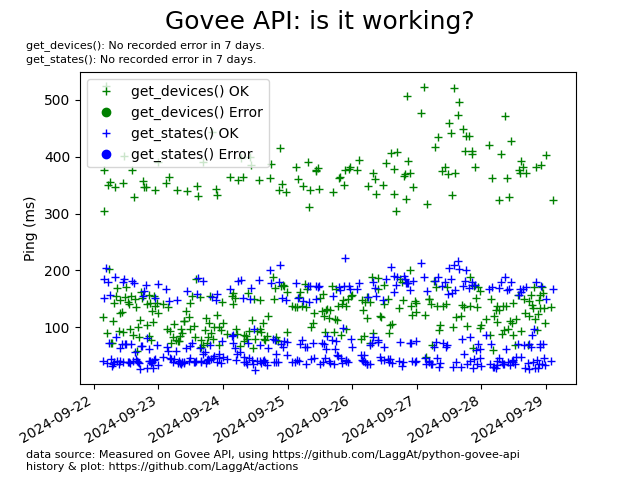 Govee API: is it working?
get_devices(): No recorded error in 7 days.
get_states(): No recorded error in 7 days.
get_devices() OK
get_devices() Error
get_states() OK
get_states() Error
500
400
300
200
100
Ping (ms)
2024-09-22
2024-09-23
2024-09-24
2024-09-25
2024-09-26
2024-09-27
2024-09-28
2024-09-29
data source: Measured on Govee API, using https://github.com/LaggAt/python-govee-api
history & plot: https://github.com/LaggAt/actions